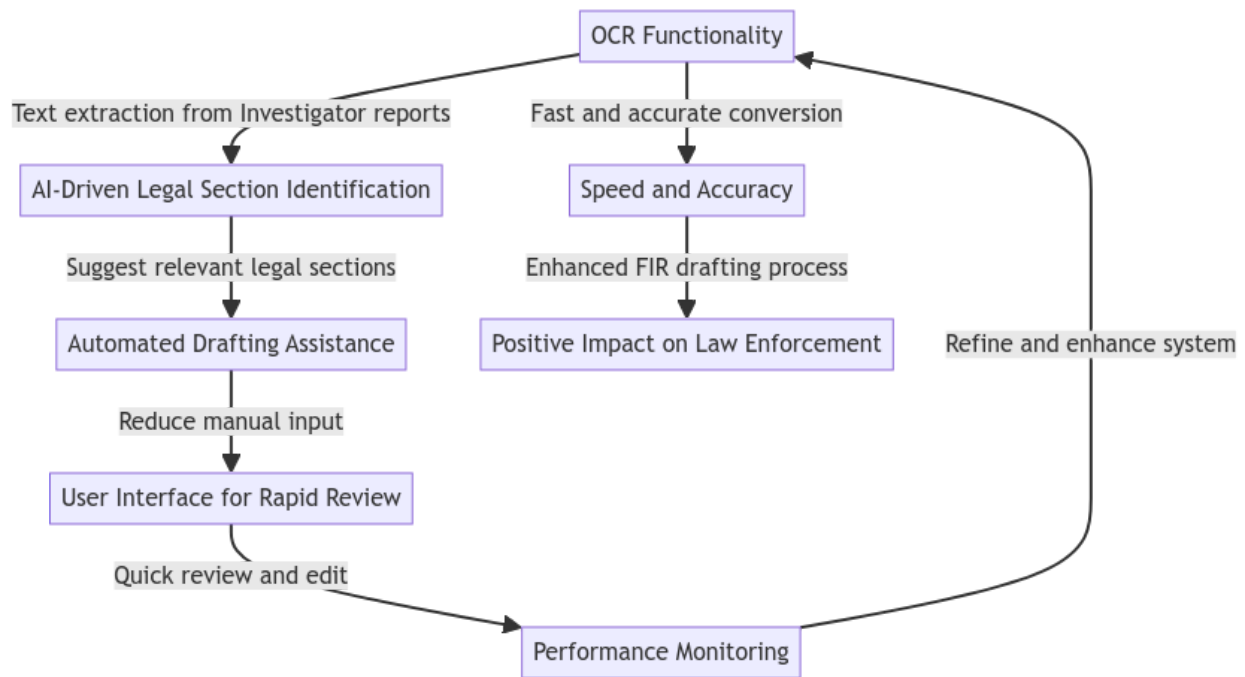 OCR Functionality
Text extraction from Investigator reports
Fast and accurate conversion
AI-Driven Legal Section Identification
Speed and Accuracy
Suggest relevant legal sections
Enhanced FIR drafting process
Automated Drafting Assistance
Positive Impact on Law Enforcement
Refine and enhance system
Reduce manual input
User Interface for Rapid Review
Quick review and edit
Performance Monitoring